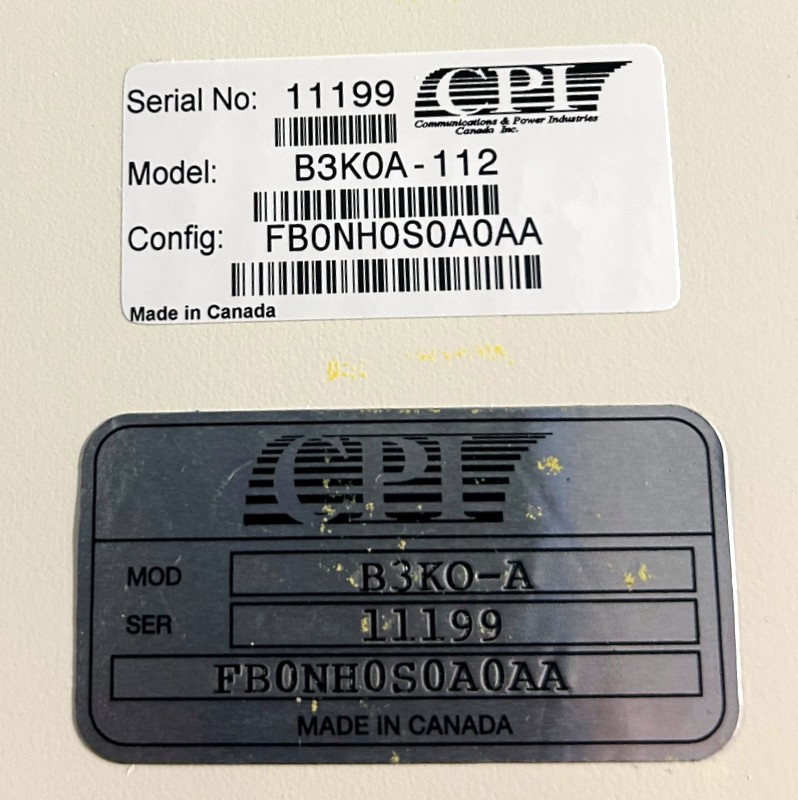 Serial No: 11199
CPI
Communications & Power Industries
Canada Inc.
Model: B3K0A-112
Config: FB0NH0S0A0AA
Made in Canada
CPI
MOD B3KO-A
SER 11199
FB0NH0S0A0AA
MADE IN CANADA